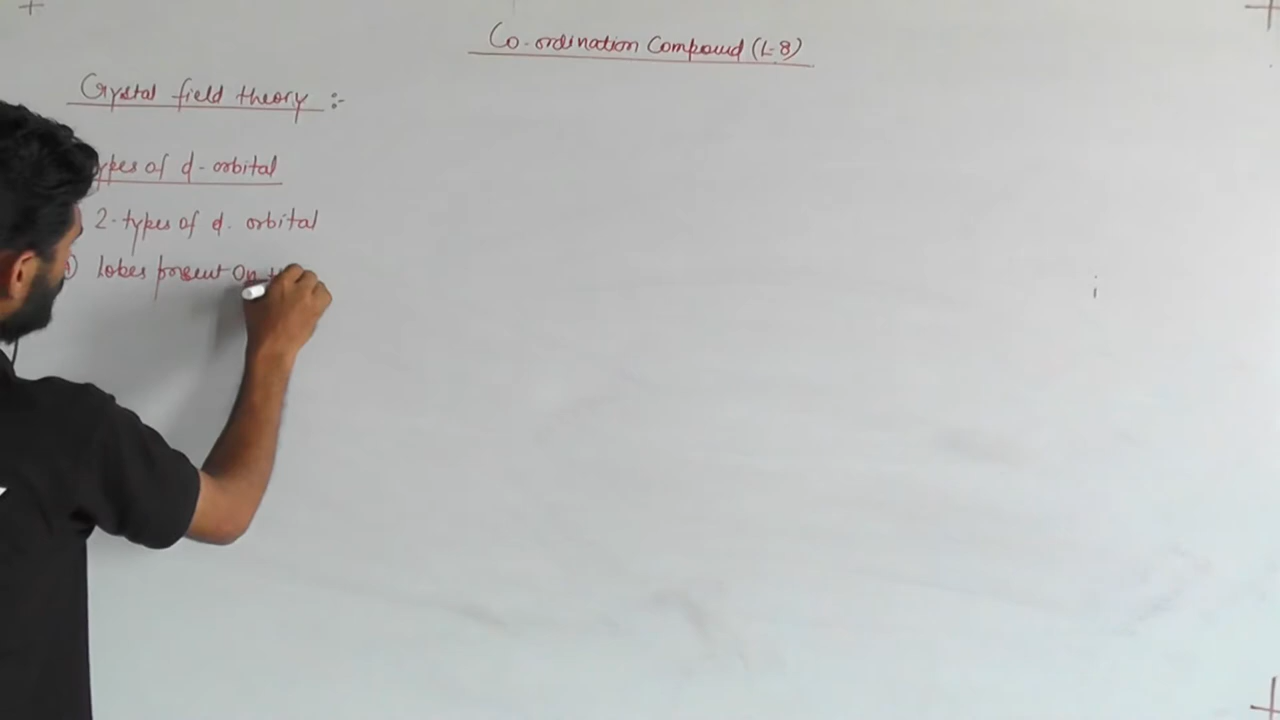 Co-ordination Compound (L-8)
Crystal field theory :-
ypes of d-orbital
2-types of d. orbital
Lobes present On